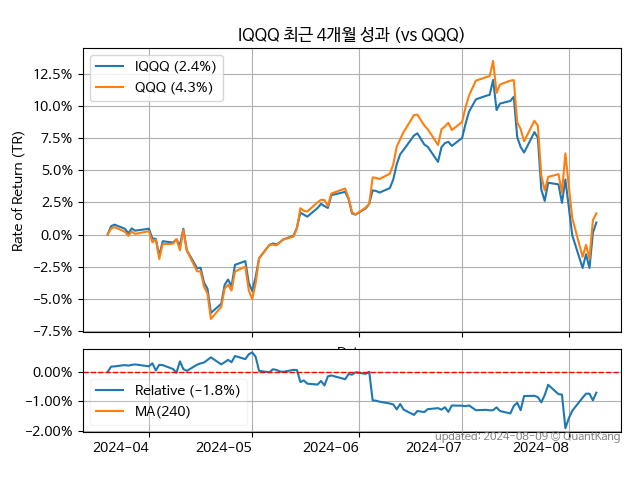 IQQQ 최근 4개월 성과 (vs QQQ)
IQQQ (2.4%)
QQQ (4.3%)
Rate of Return (TR)
12.5%
10.0%
7.5%
5.0%
2.5%
0.0%
−2.5%
−5.0%
−7.5%
0.00%
−1.00%
−2.00%
Relative (−1.8%)
MA(240)
updated: 2024-08-09 © QuantKang
2024-04
2024-05
2024-06
2024-07
2024-08